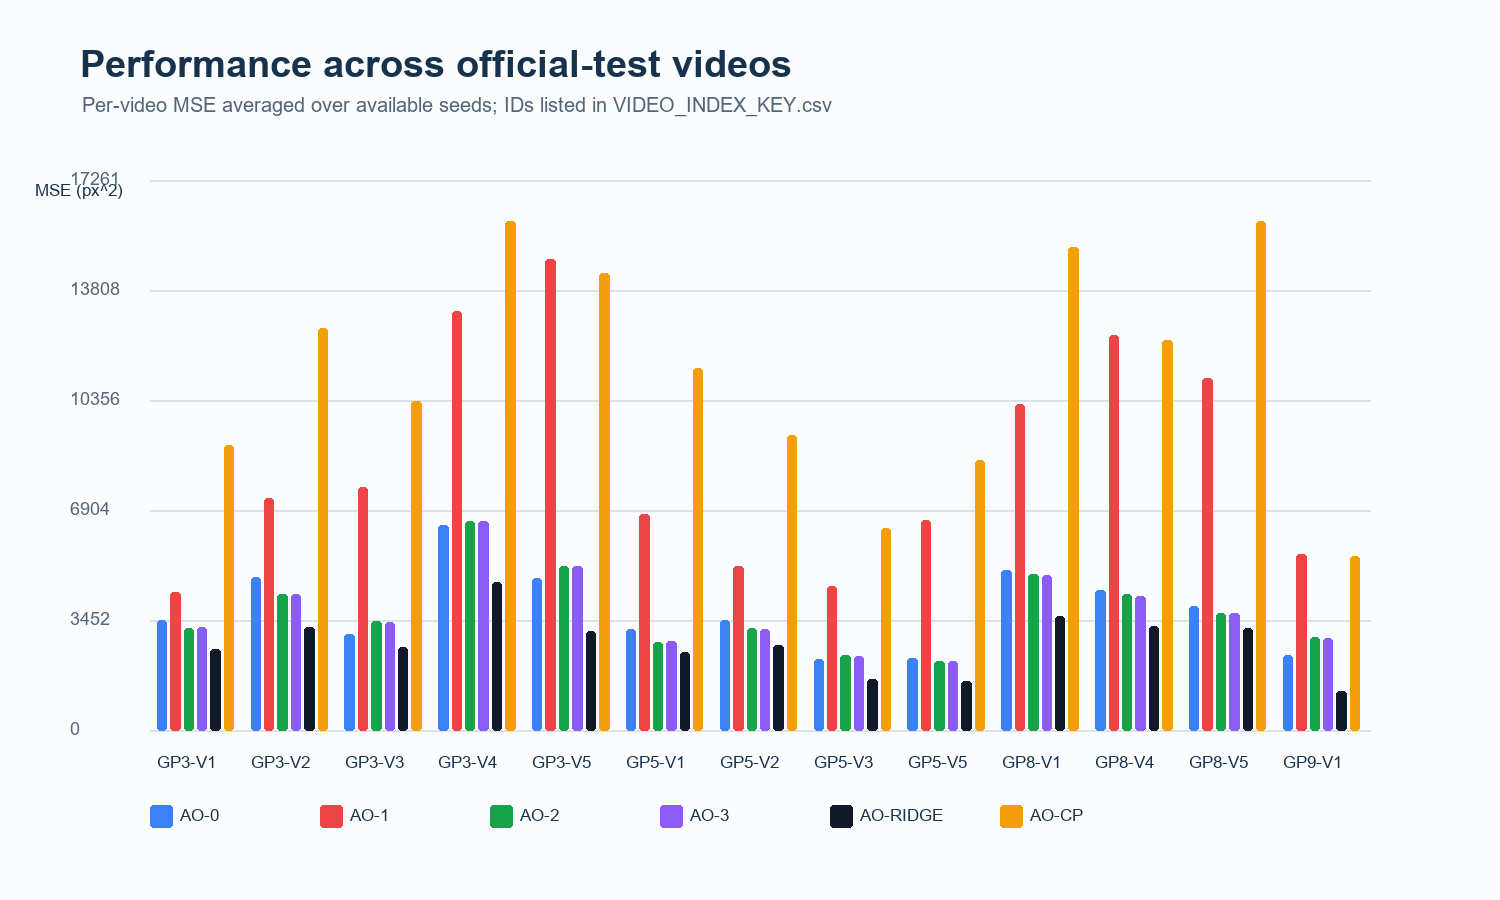 Performance across official-test videos
Per-video MSE averaged over available seeds; IDs listed in VIDEO_INDEX_KEY.csv
17261
MSE (px^2)
13808
10356
6904
3452
0
GP3-V1 GP3-V2 GP3-V3 GP3-V4 GP3-V5 GP5-V1 GP5-V2 GP5-V3 GP5-V5 GP8-V1 GP8-V4 GP8-V5 GP9-V1
AO-0 AO-1 AO-2 AO-3 AO-RIDGE AO-CP